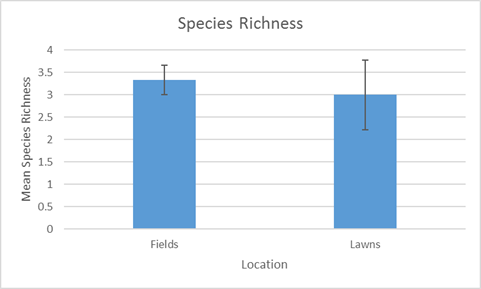 Species Richness
Mean Species Richness
4
3.5
3
2.5
2
1.5
1
0.5
0
Fields
Lawns
Location